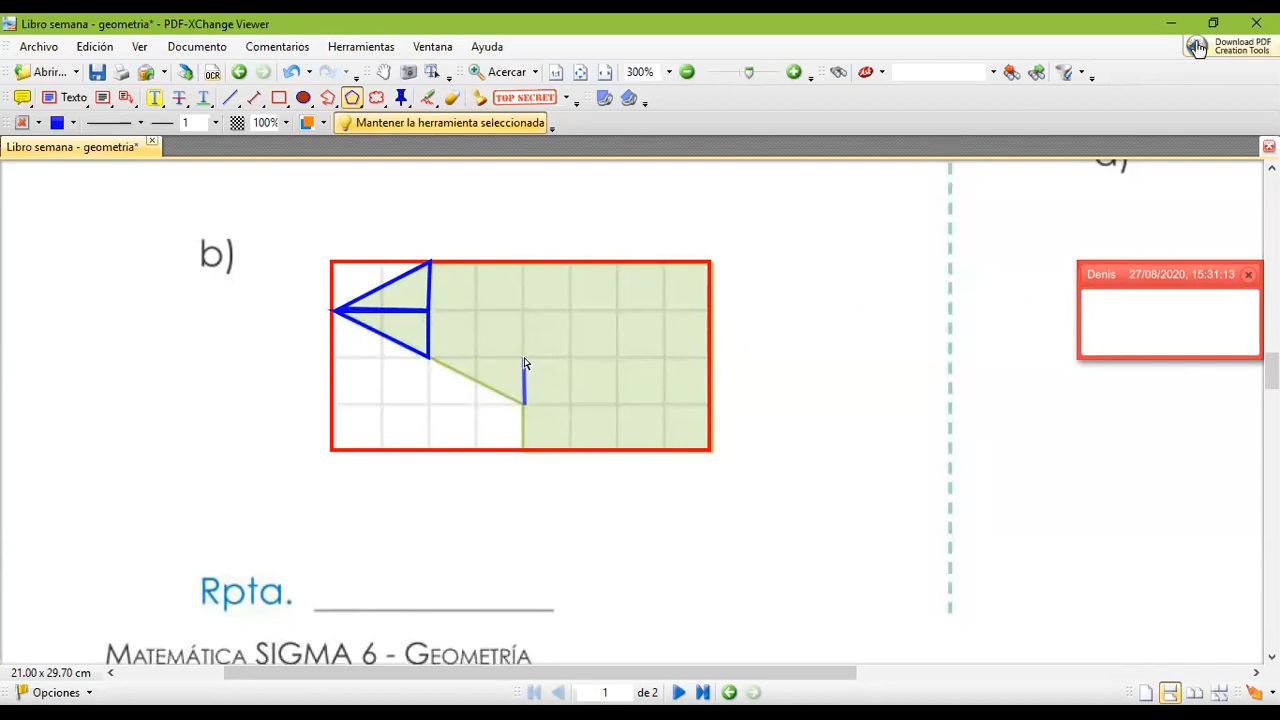 Libro semana - geometria* - PDF-XChange Viewer
Archivo Edición Ver Documento Comentarios Herramientas Ventana Ayuda
Download PDF
Creation Tools
Abrir... OCR Acercar 300%
Texto TOP SECRET
1 100% Mantener la herramienta seleccionada
Libro semana - geometria*
b)
Denis 27/08/2020, 15:31:13
Rpta.
MATEMÁTICA SIGMA 6 - GEOMETRÍA
21.00 x 29.70 cm
Opciones 1 de 2